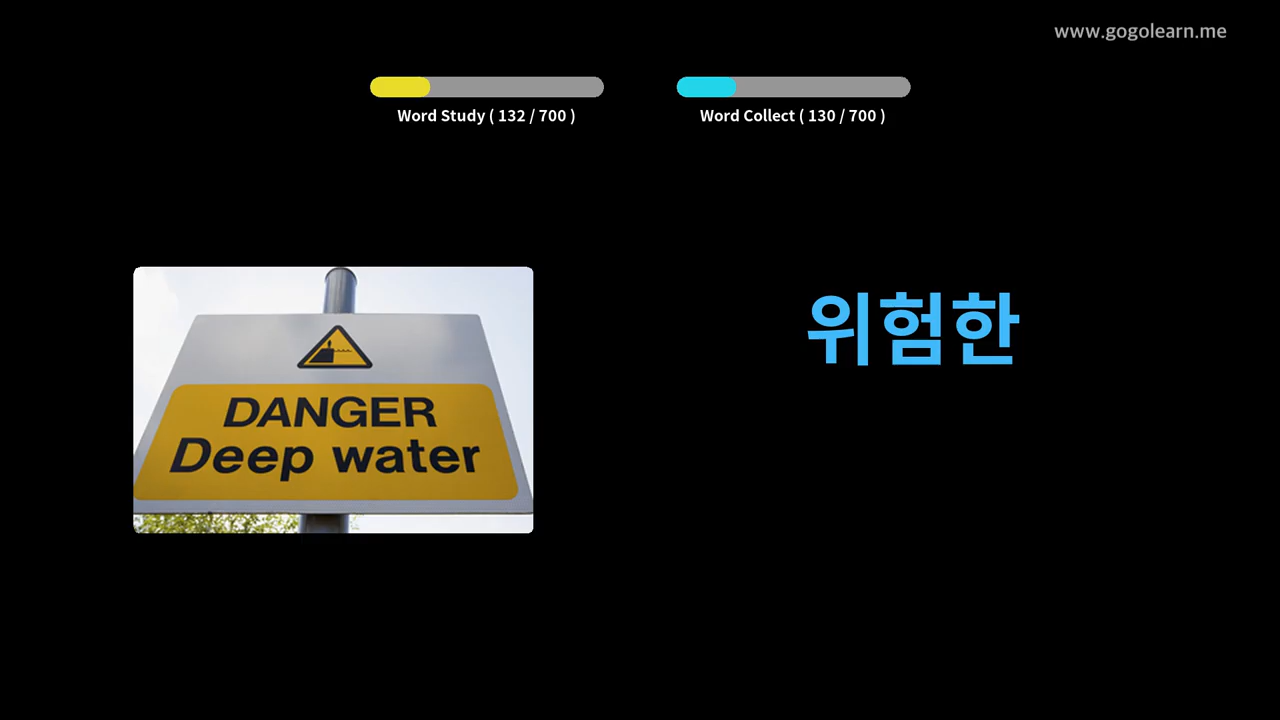 www.gogolearn.me
Word Study ( 132 / 700 )
Word Collect ( 130 / 700 )
위험한
DANGER
Deep water